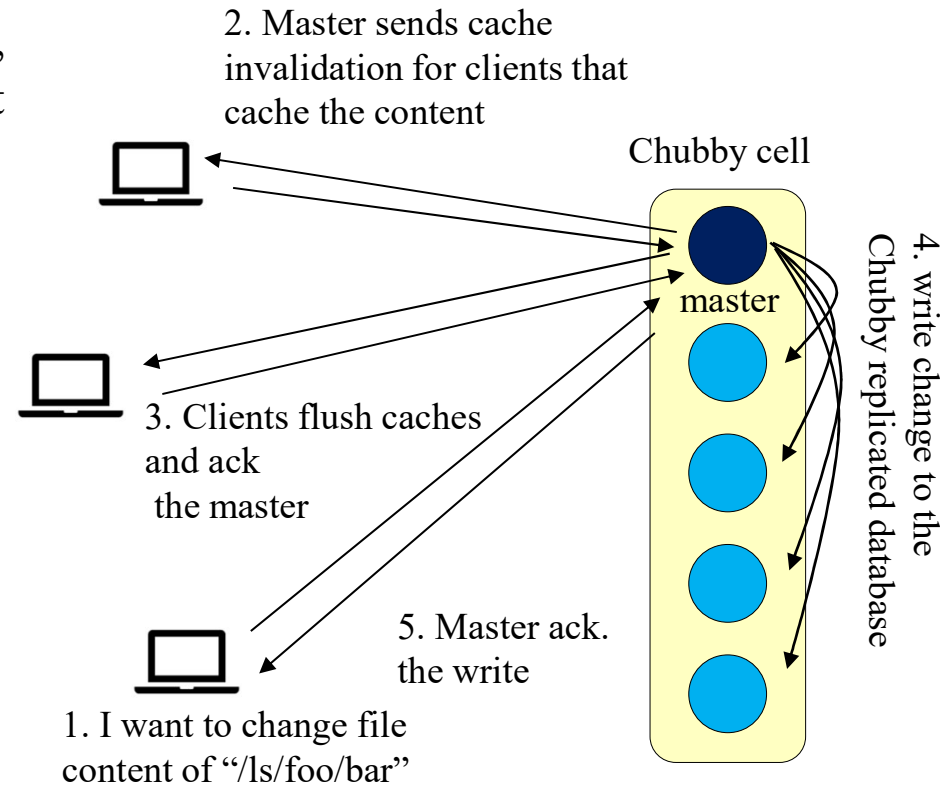 2. Master sends cache
invalidation for clients that
cache the content
Chubby cell
master
4. write change to the
Chubby replicated database
3. Clients flush caches
and ack
the master
5. Master ack.
the write
1. I want to change file
content of “/ls/foo/bar”